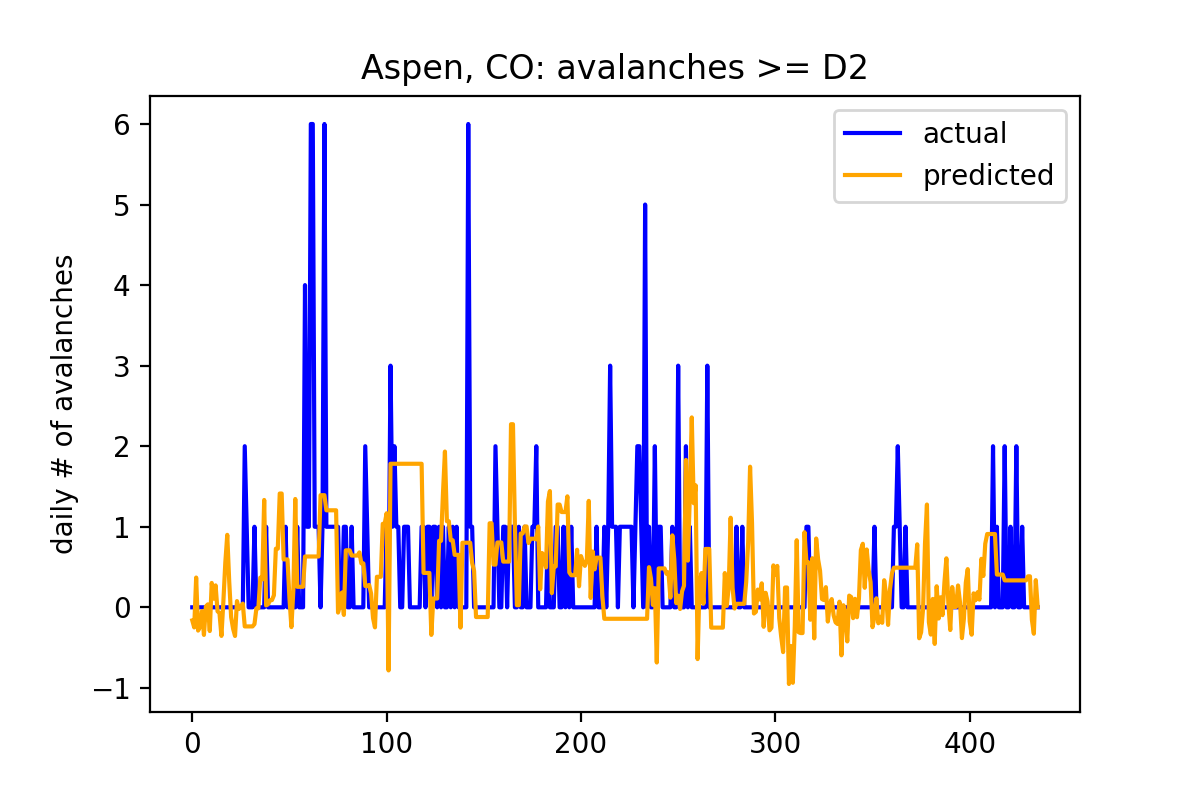 Aspen, CO: avalanches >= D2
actual
predicted
daily # of avalanches
6
5
4
3
2
1
0
−1
0 100 200 300 400